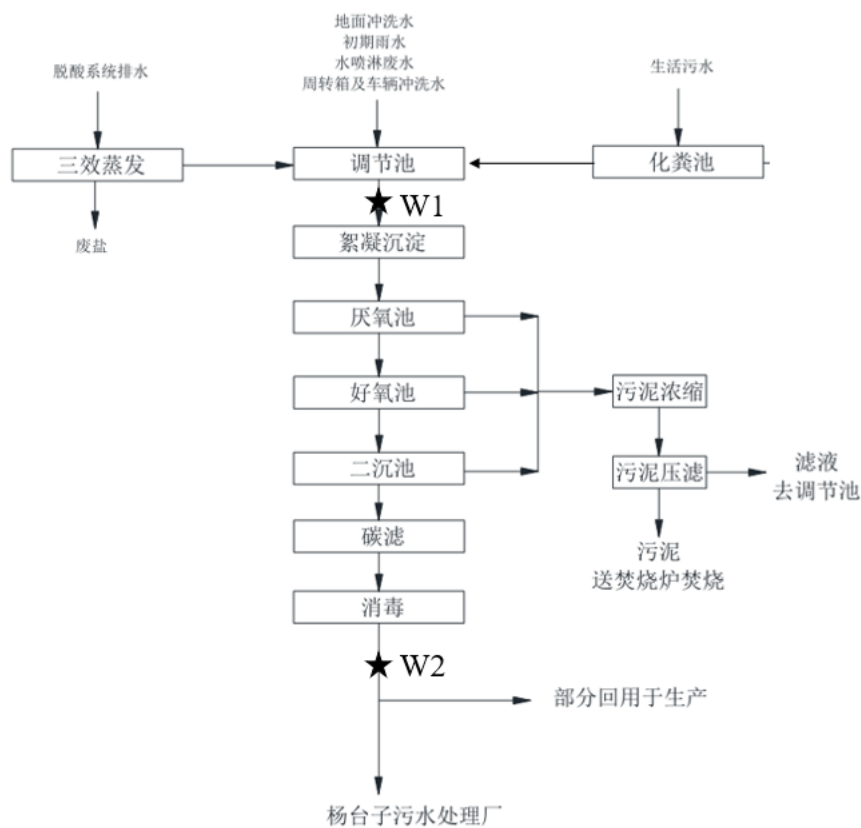 地面冲洗水
初期雨水
水喷淋废水
周转箱及车辆冲洗水
脱酸系统排水
生活污水
三效蒸发
调节池
化粪池
W1
废盐
絮凝沉淀
厌氧池
好氧池
污泥浓缩
二沉池
污泥压滤
滤液
去调节池
碳滤
污泥
送焚烧炉焚烧
消毒
W2
部分回用于生产
杨台子污水处理厂